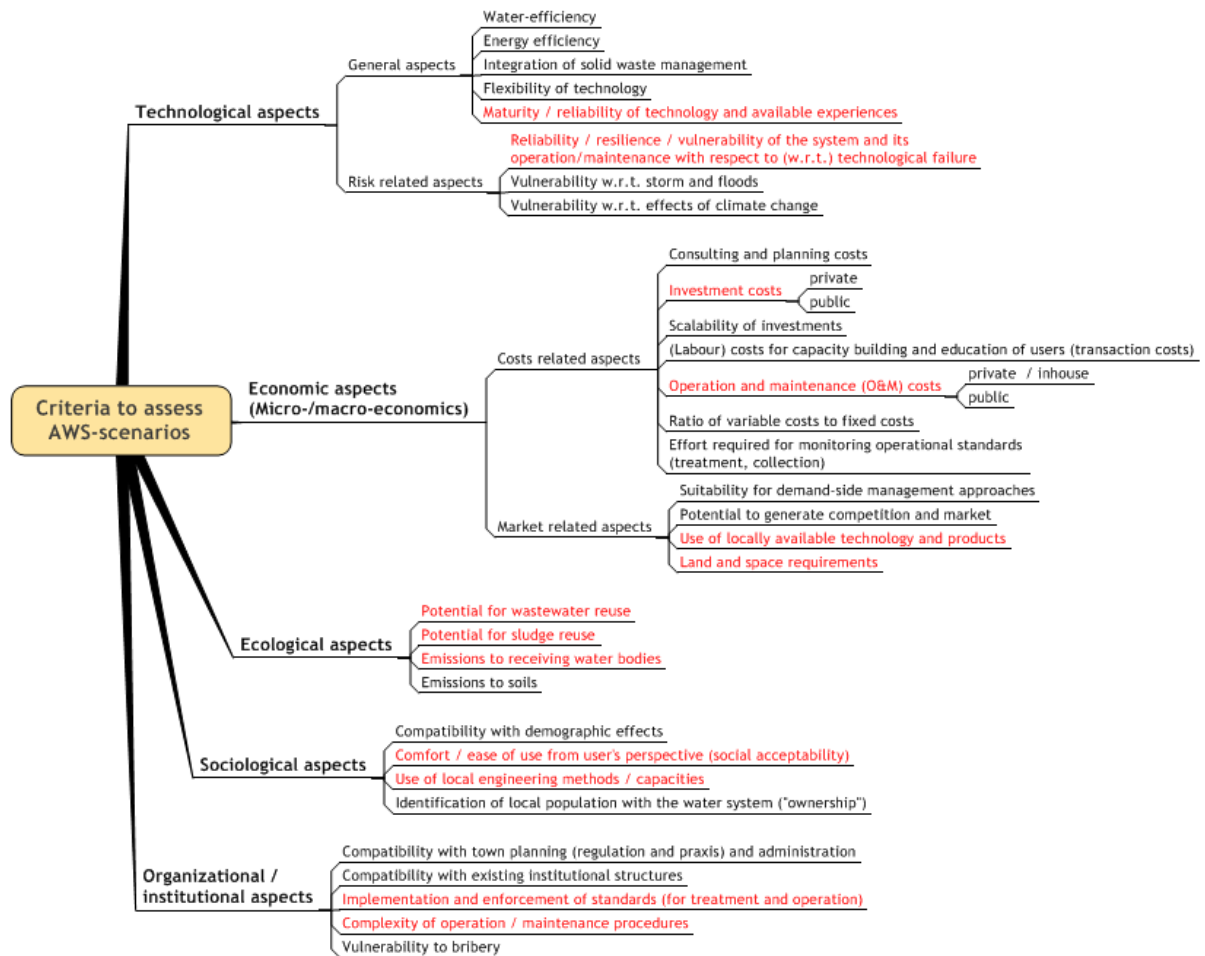 Criteria to assess
AWS-scenarios
Technological aspects
General aspects
Water-efficiency
Energy efficiency
Integration of solid waste management
Flexibility of technology
Maturity / reliability of technology and available experiences
Risk related aspects
Reliability / resilience / vulnerability of the system and its
operation/maintenance with respect to (w.r.t.) technological failure
Vulnerability w.r.t. storm and floods
Vulnerability w.r.t. effects of climate change
Economic aspects
(Micro-/macro-economics)
Costs related aspects
Consulting and planning costs
Investment costs
private
public
Scalability of investments
(Labour) costs for capacity building and education of users (transaction costs)
Operation and maintenance (O&M) costs
private / inhouse
public
Ratio of variable costs to fixed costs
Effort required for monitoring operational standards
(treatment, collection)
Market related aspects
Suitability for demand-side management approaches
Potential to generate competition and market
Use of locally available technology and products
Land and space requirements
Ecological aspects
Potential for wastewater reuse
Potential for sludge reuse
Emissions to receiving water bodies
Emissions to soils
Sociological aspects
Compatibility with demographic effects
Comfort / ease of use from user's perspective (social acceptability)
Use of local engineering methods / capacities
Identification of local population with the water system ("ownership")
Organizational /
institutional aspects
Compatibility with town planning (regulation and praxis) and administration
Compatibility with existing institutional structures
Implementation and enforcement of standards (for treatment and operation)
Complexity of operation / maintenance procedures
Vulnerability to bribery